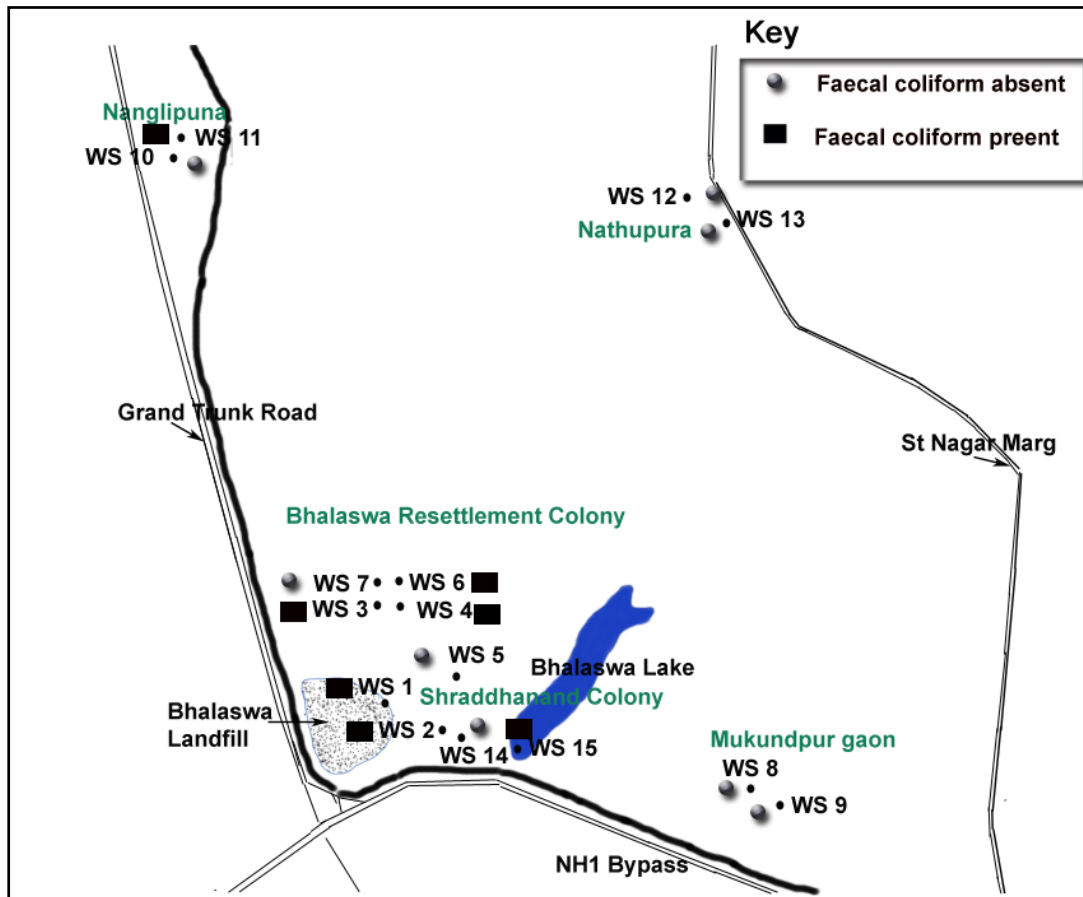 Key
Faecal coliform absent
Faecal coliform preent
Nanglipuna
WS 11
WS 10
WS 12
WS 13
Nathupura
Grand Trunk Road
St Nagar Marg
Bhalaswa Resettlement Colony
WS 7
WS 6
WS 3
WS 4
WS 5
Bhalaswa Lake
WS 1
Shraddhanand Colony
Bhalaswa
Landfill
WS 2
WS 14
WS 15
Mukundpur gaon
WS 8
WS 9
NH1 Bypass